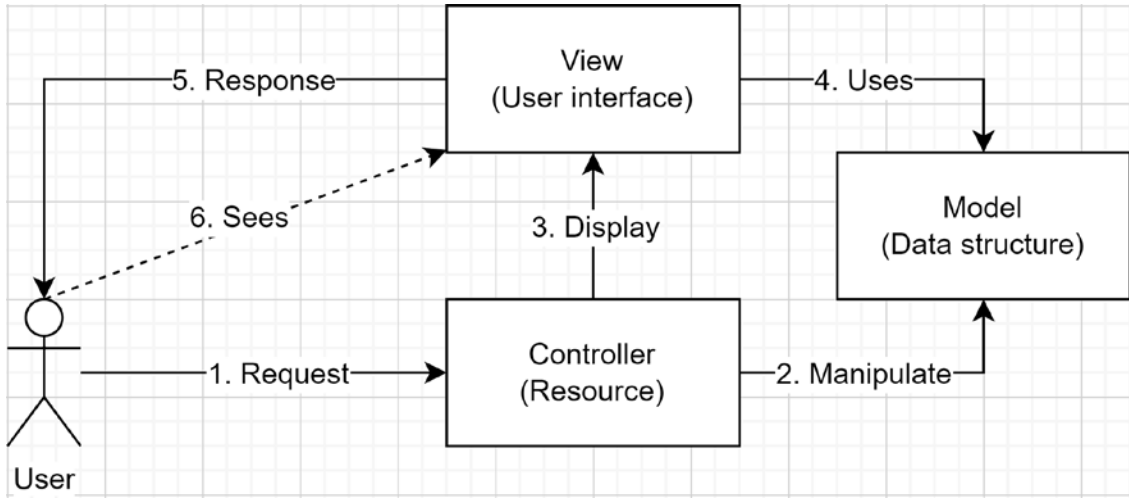 View
(User interface)
5. Response
4. Uses
6. Sees
3. Display
Model
(Data structure)
Controller
(Resource)
1. Request
2. Manipulate
User